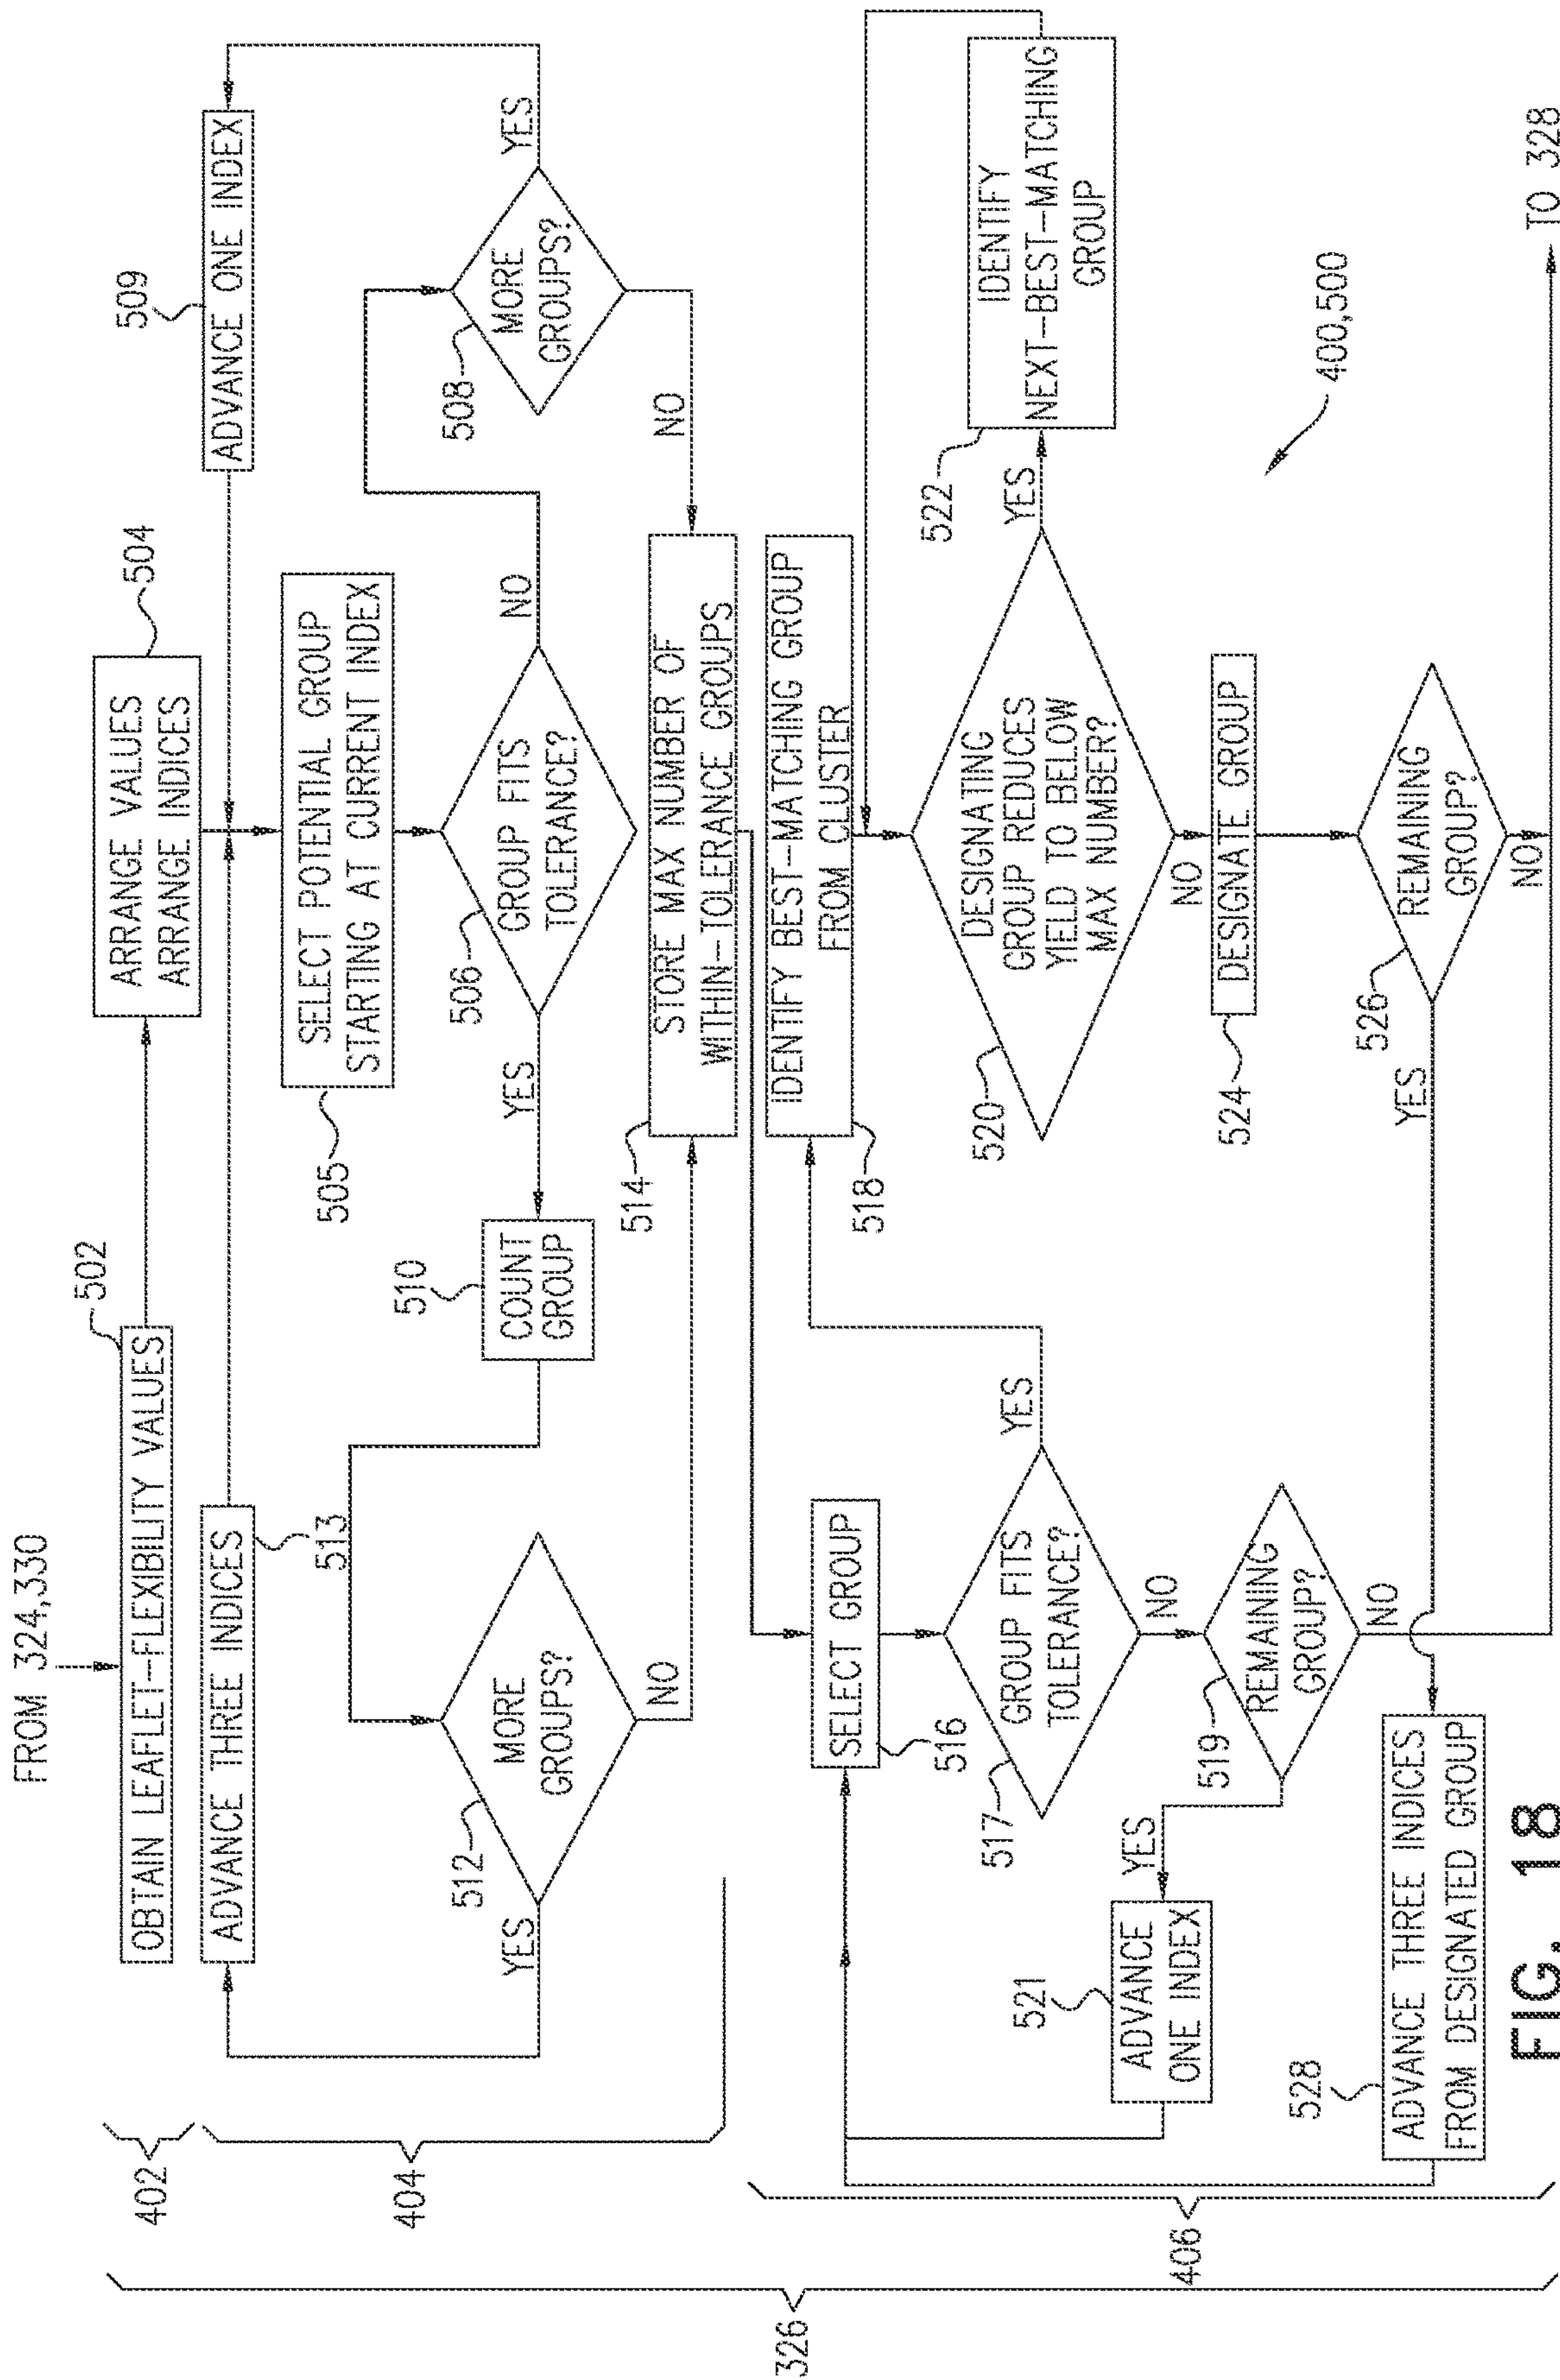 FROM 324,330
502
OBTAIN LEAFLET-FLEXIBILITY VALUES
504
ARRANGE VALUES
ARRANGE INDICES
509
ADVANCE ONE INDEX
ADVANCE THREE INDICES
513
505
SELECT POTENTIAL GROUP
STARTING AT CURRENT INDEX
506
GROUP FITS
TOLERANCE?
YES
NO
508
MORE
GROUPS?
YES
NO
510
COUNT
GROUP
512
MORE
GROUPS?
YES
NO
514
STORE MAX NUMBER OF
WITHIN-TOLERANCE GROUPS
516
SELECT GROUP
517
GROUP FITS
TOLERANCE?
YES
NO
518
IDENTIFY BEST-MATCHING GROUP
FROM CLUSTER
519
REMAINING
GROUP?
YES
NO
521
ADVANCE
ONE INDEX
520
DESIGNATING
GROUP REDUCES
YIELD TO BELOW
MAX NUMBER?
YES
NO
522
IDENTIFY
NEXT-BEST-MATCHING
GROUP
524
DESIGNATE GROUP
526
REMAINING
GROUP?
YES
NO
528
ADVANCE THREE INDICES
FROM DESIGNATED GROUP
400,500
TO 328
402
404
406
326
FIG. 18